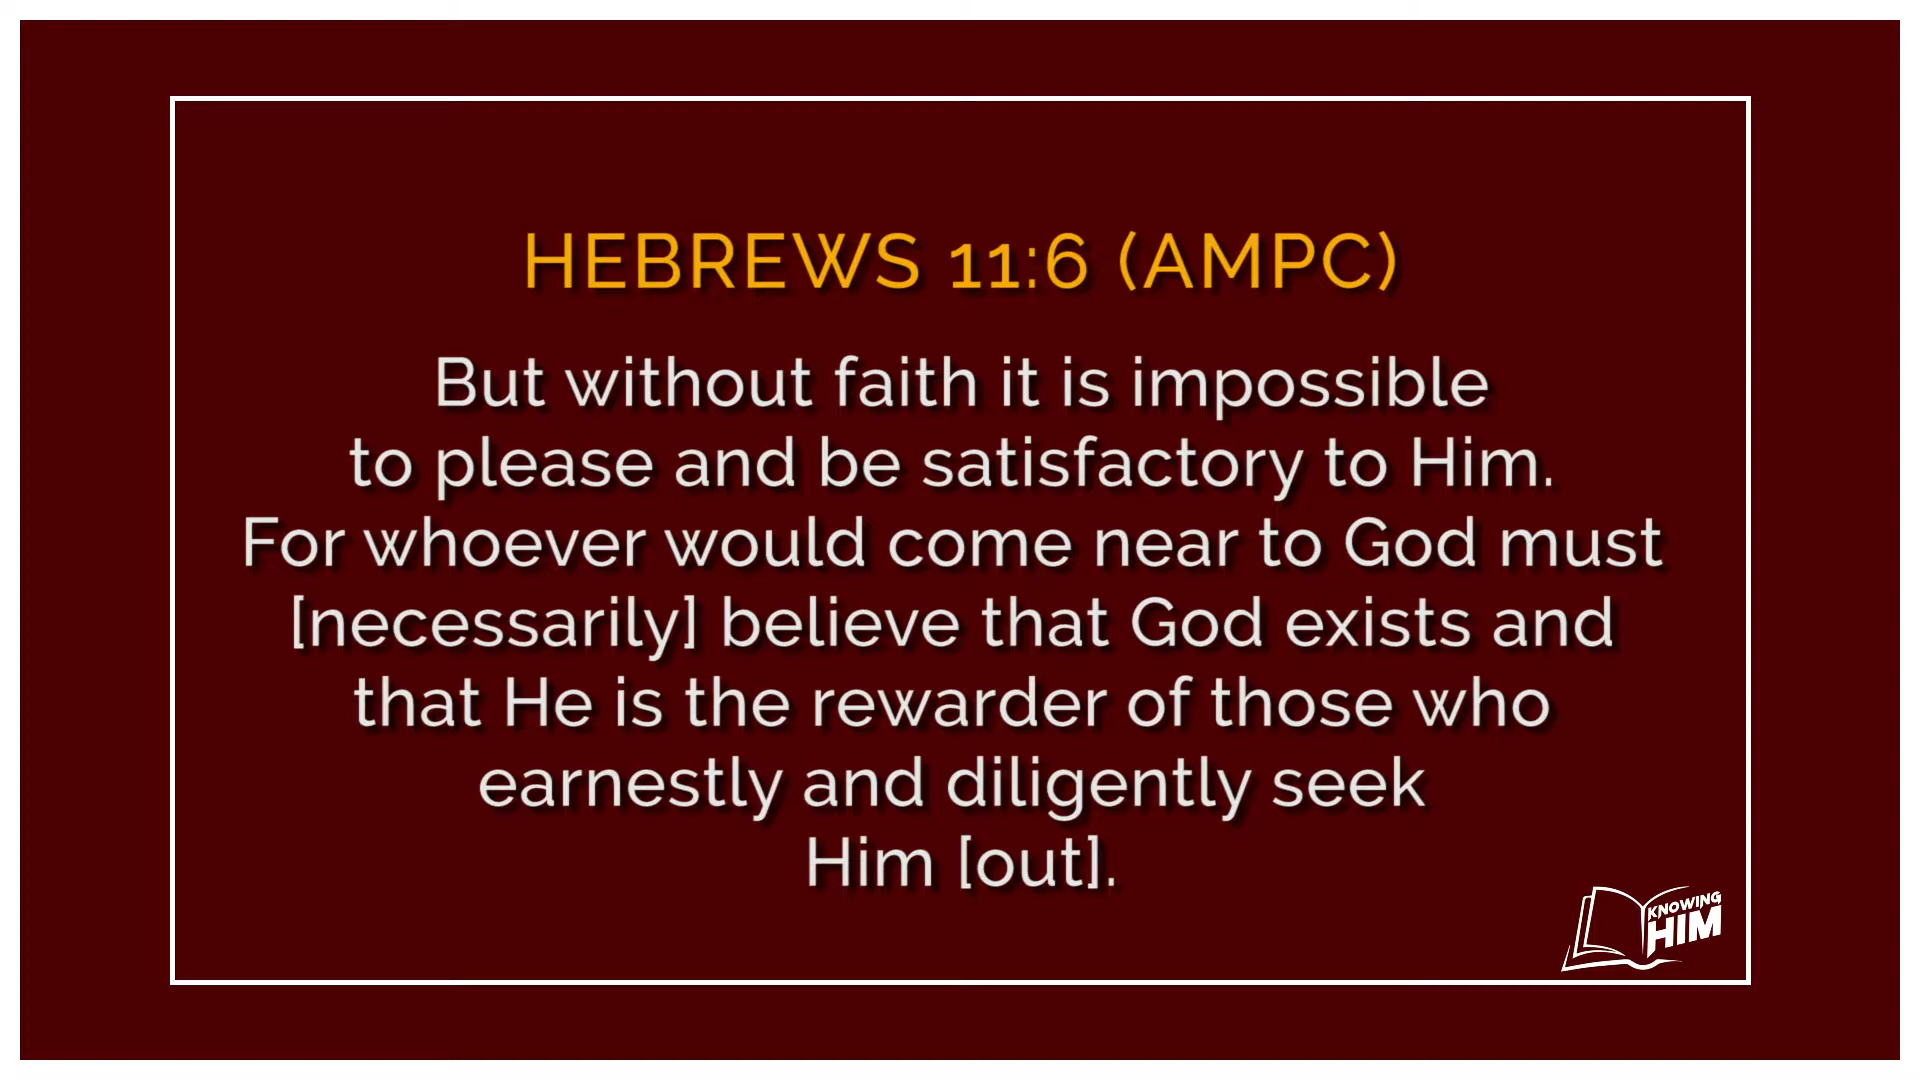 HEBREWS 11:6 (AMPC)
But without faith it is impossible
to please and be satisfactory to Him.
For whoever would come near to God must
[necessarily] believe that God exists and
that He is the rewarder of those who
earnestly and diligently seek
Him [out].
KNOWING
HIM